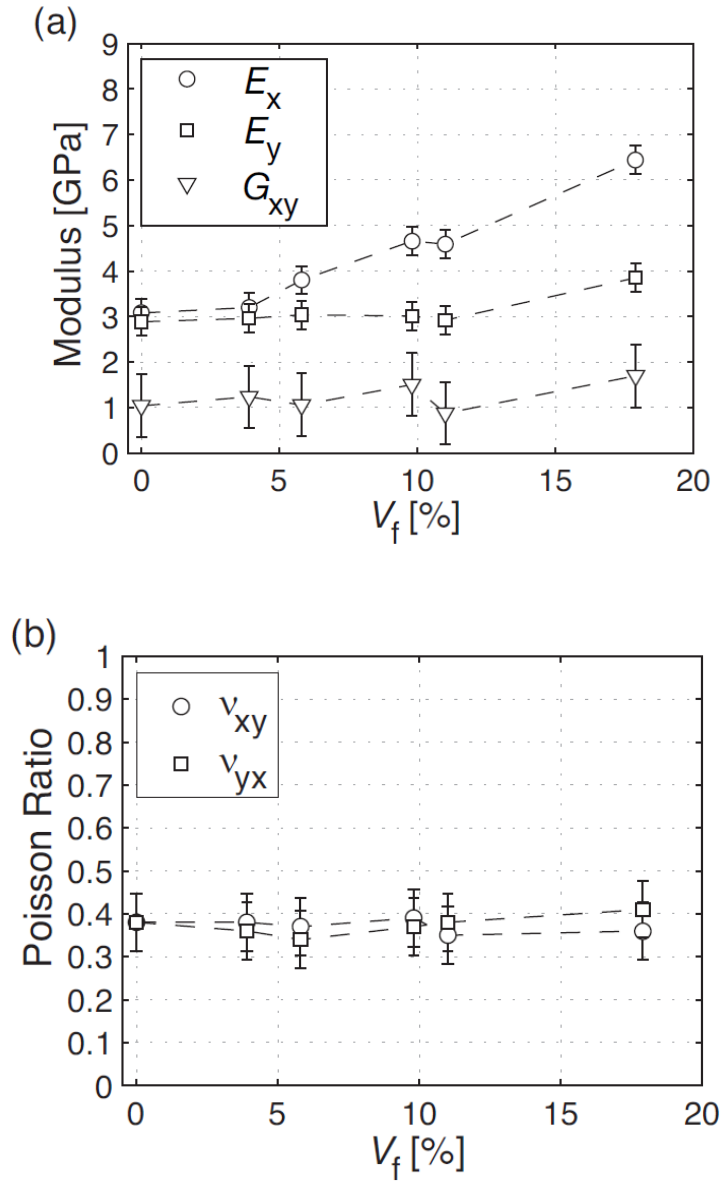 (a)
9
8
7
6
5
4
3
2
1
0
Modulus [GPa]
E_x
E_y
G_xy
0 5 10 15 20
V_f [%]
(b)
1
0.9
0.8
0.7
0.6
0.5
0.4
0.3
0.2
0.1
0
Poisson Ratio
ν_xy
ν_yx
0 5 10 15 20
V_f [%]